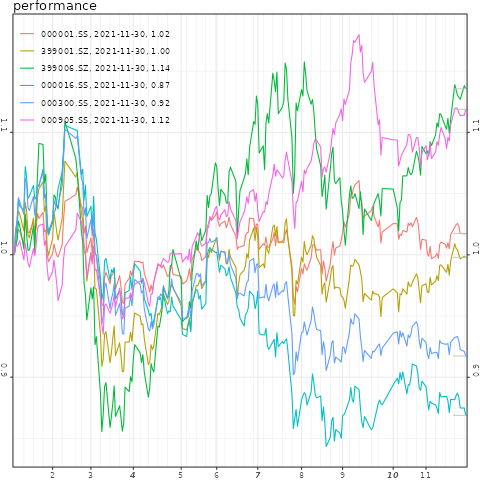 performance
000001.SS, 2021-11-30, 1.02
399001.SZ, 2021-11-30, 1.00
399006.SZ, 2021-11-30, 1.14
000016.SS, 2021-11-30, 0.87
000300.SS, 2021-11-30, 0.92
000905.SS, 2021-11-30, 1.12
1.1 1.1
1.0 1.0
0.9 0.9
2 3 4 5 6 7 8 9 10 11